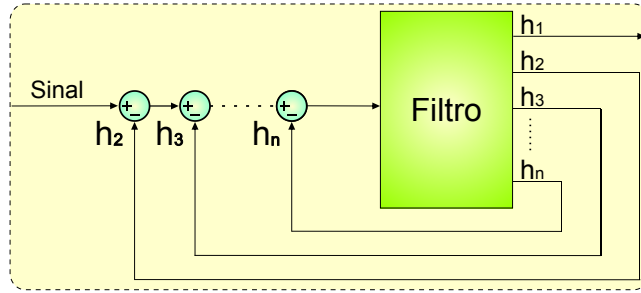 Sinal
+
−
+
−
+
−
h₂
h₃
hₙ
Filtro
h₁
h₂
h₃
hₙ